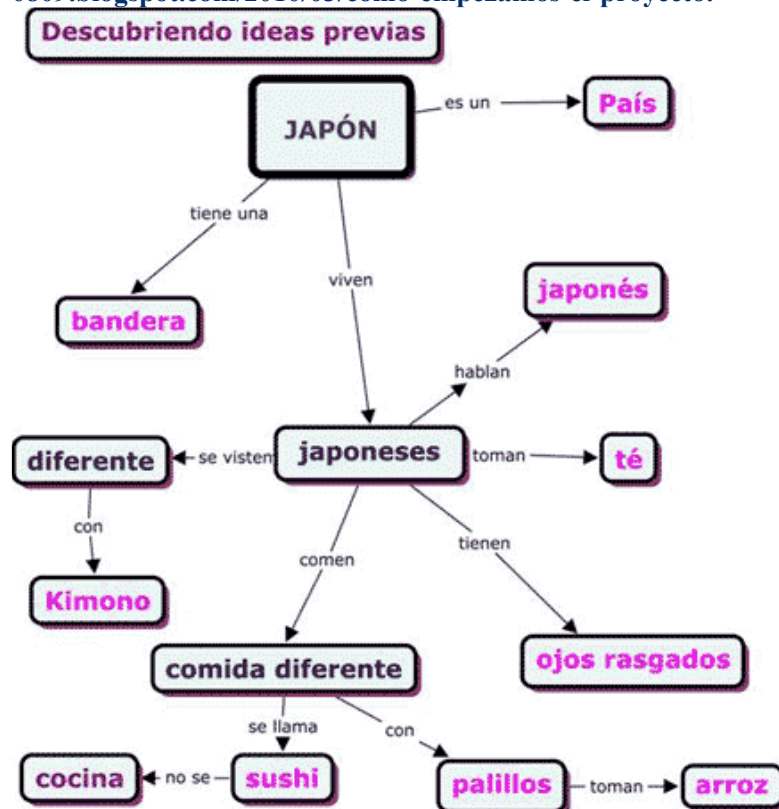 Descubriendo ideas previas
JAPÓN
es un
País
tiene una
viven
bandera
japonés
hablan
diferente
se visten
japoneses
toman
té
con
comen
tienen
Kimono
comida diferente
ojos rasgados
se llama
con
cocina
no se
sushi
palillos
toman
arroz